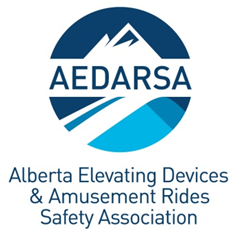 AEDARSA
Alberta Elevating Devices
& Amusement Rides
Safety Association